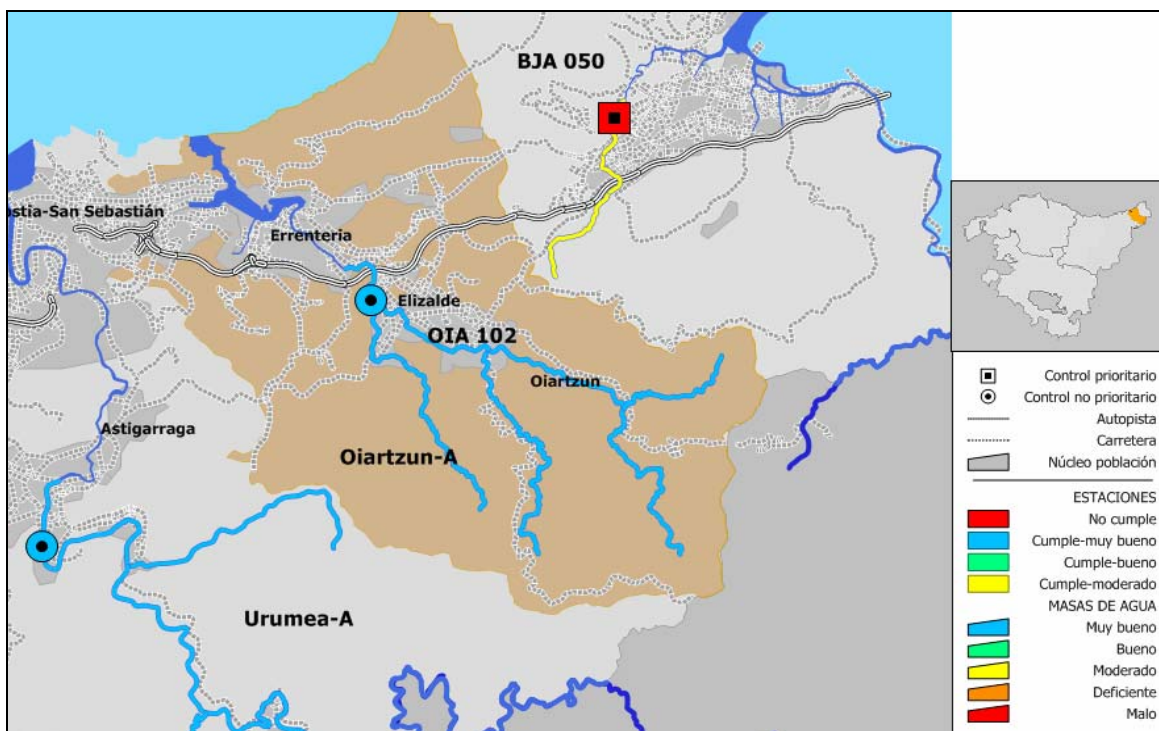 BJA 050
ostia-San Sebastián
Errenteria
Elizalde
OIA 102
Oiartzun
Astigarraga
Oiartzun-A
Urumea-A
Control prioritario
Control no prioritario
Autopista
Carretera
Núcleo población
ESTACIONES
No cumple
Cumple-muy bueno
Cumple-bueno
Cumple-moderado
MASAS DE AGUA
Muy bueno
Bueno
Moderado
Deficiente
Malo